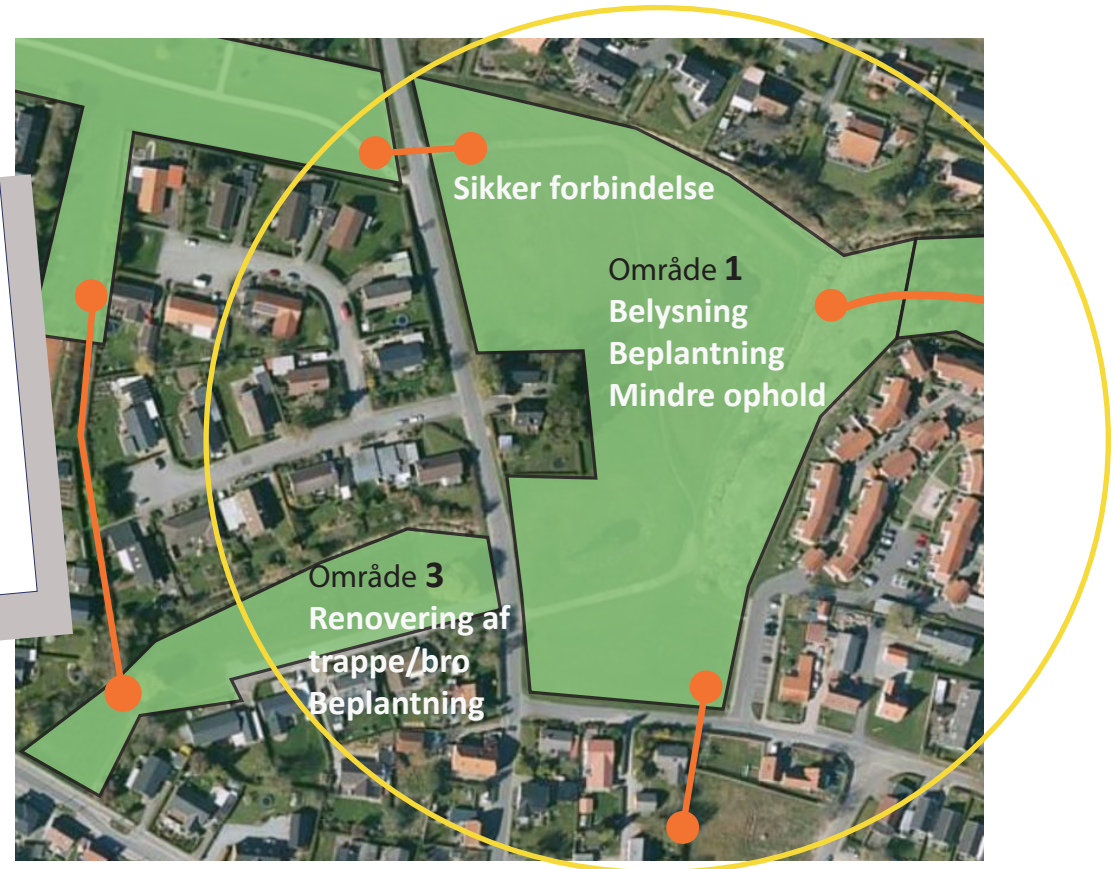 Sikker forbindelse
Område 1
Belysning
Beplantning
Mindre ophold
Område 3
Renovering af
trappe/bro
Beplantning